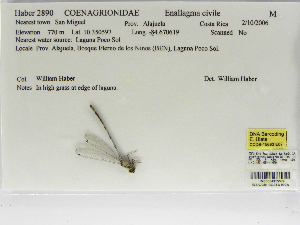 Haber 2890 COENAGRIONIDAE Enallagma civile M
Nearest town San Miguel Prov. Alajuela Costa Rica 2/10/2006
Elevation 770 m Lat. 10.350593 Long. -84.670619 Scanned No
Nearest water source: Laguna Poco Sol
Locale Prov. Alajuela, Bosque Eterno de los Ninos (BEN), Laguna Poco Sol.
Col. William Haber Det. William Haber
Notes In high grass at edge of laguna.
DNA Barcoding